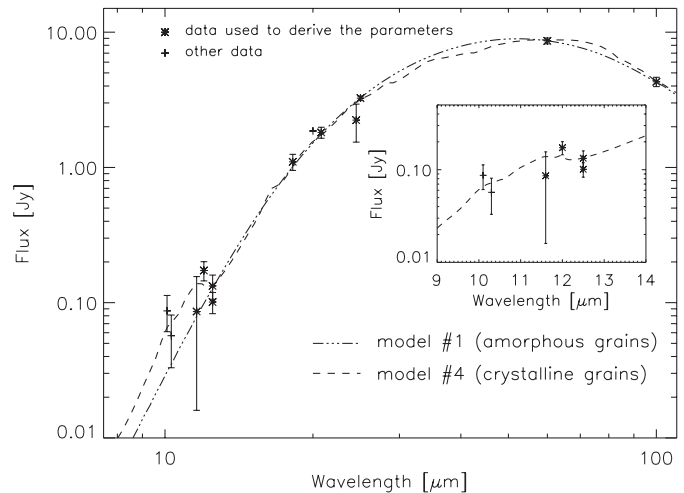 10.00
data used to derive the parameters
other data
1.00
0.10
0.01
Flux [Jy]
0.10
0.01
Flux [Jy]
9 10 11 12 13 14
Wavelength [μm]
model #1 (amorphous grains)
model #4 (crystalline grains)
10 100
Wavelength [μm]